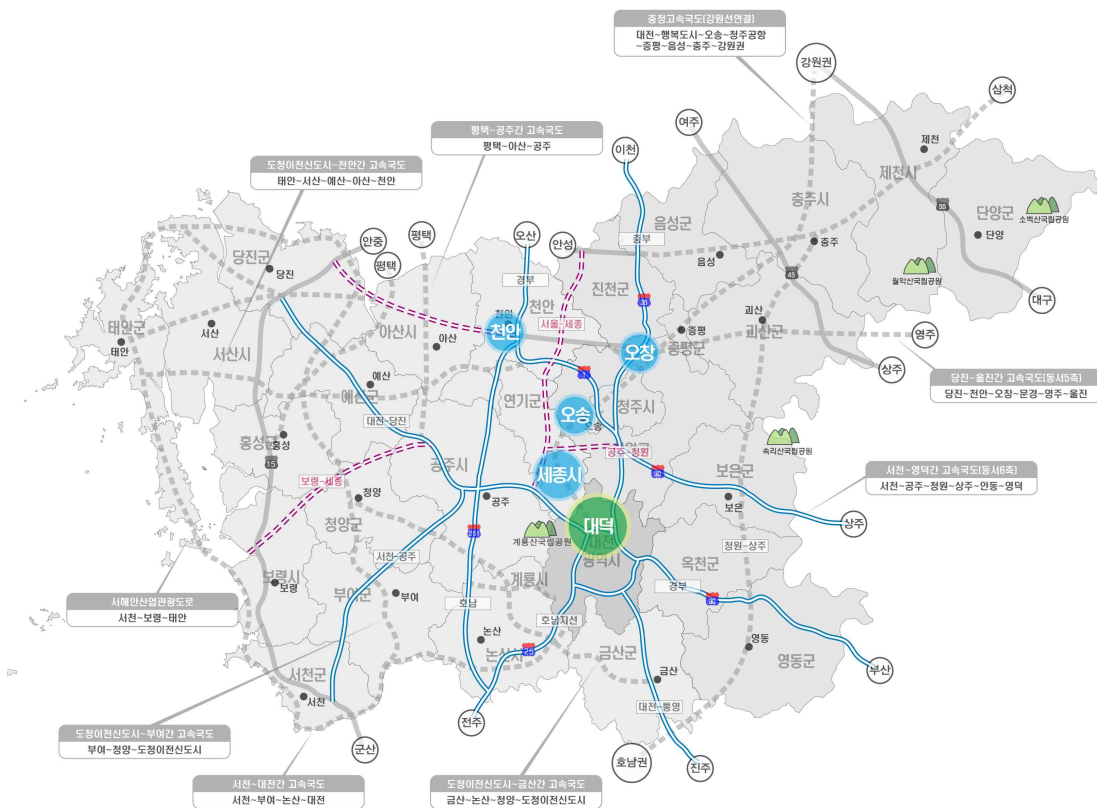 충청고속국도(강원선연결)
대전~행복도시~오송~청주공항
~증평~음성~충주~강원권
강원권
삼척
여주
이천
제천
제천시
평택~공주간 고속국도
평택~아산~공주
도청이전신도시~천안간 고속국도
태안~서산~예산~아산~천안
충주시
단양군
소백산국립공원
단양
음성군
안중
평택
오산
안성
중부
충주
당진군
당진
평택
경부
음성
월악산국립공원
55
45
대구
진천군
천안
35
괴산
태안군
서산
서울~세종
천안
증평
괴산군
영주
아산시
아산
오창
증평군
태안
서산시
상주
당진~울진간 고속국도(동서5축)
당진~천안~오창~문경~영주~울진
1
예산
예산군
연기군
청주시
대전~당진
오송
홍성군
홍성
공주~청원
속리산국립공원
15
보령~세종
공주시
세종시
30
보은군
서천~영덕간 고속국도(동서6축)
서천~공주~청원~상주~안동~영덕
청양
공주
보은
대덕
상주
청양군
계룡산국립공원
대전
광역시
251
청원~상주
서천~공주
옥천군
보령시
보령
계룡시
경부
서해안산업관광도로
서천~보령~태안
부여군
부여
호남
호남지선
논산
논산시
25
영동
영동군
금산군
부산
서천군
서천
금산
대전~통영
전주
도청이전신도시~부여간 고속국도
부여~청양~도청이전신도시
군산
호남권
진주
서천~대전간 고속국도
서천~부여~논산~대전
도청이전신도시~금산간 고속국도
금산~논산~청양~도청이전신도시